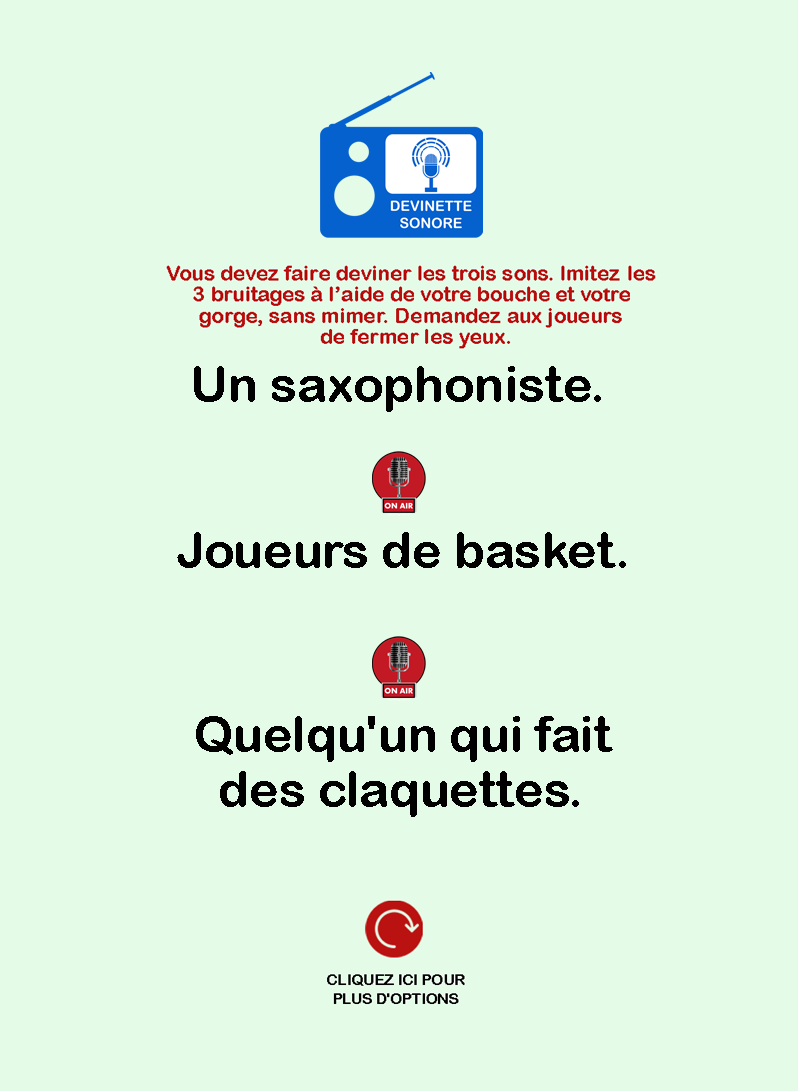 DEVINETTE
SONORE
Vous devez faire deviner les trois sons. Imitez les
3 bruitages à l’aide de votre bouche et votre
gorge, sans mimer. Demandez aux joueurs
de fermer les yeux.
Un saxophoniste.
ON AIR
Joueurs de basket.
ON AIR
Quelqu'un qui fait
des claquettes.
CLIQUEZ ICI POUR
PLUS D'OPTIONS